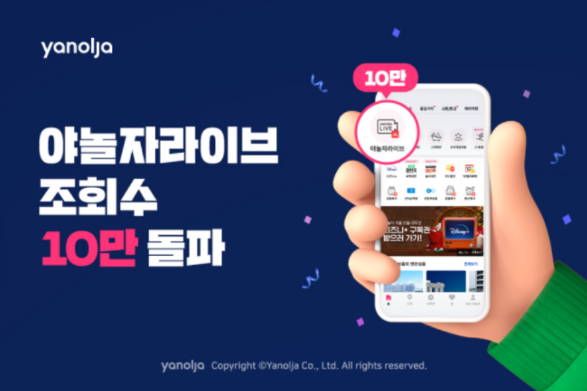 yanolja
야놀자라이브
조회수
10만 돌파
10만
LIVE
야놀자라이브
Disney+
즈니+ 구독권
받으러 가기!
yanolja Copyright ©Yanolja Co., Ltd. All rights reserved.